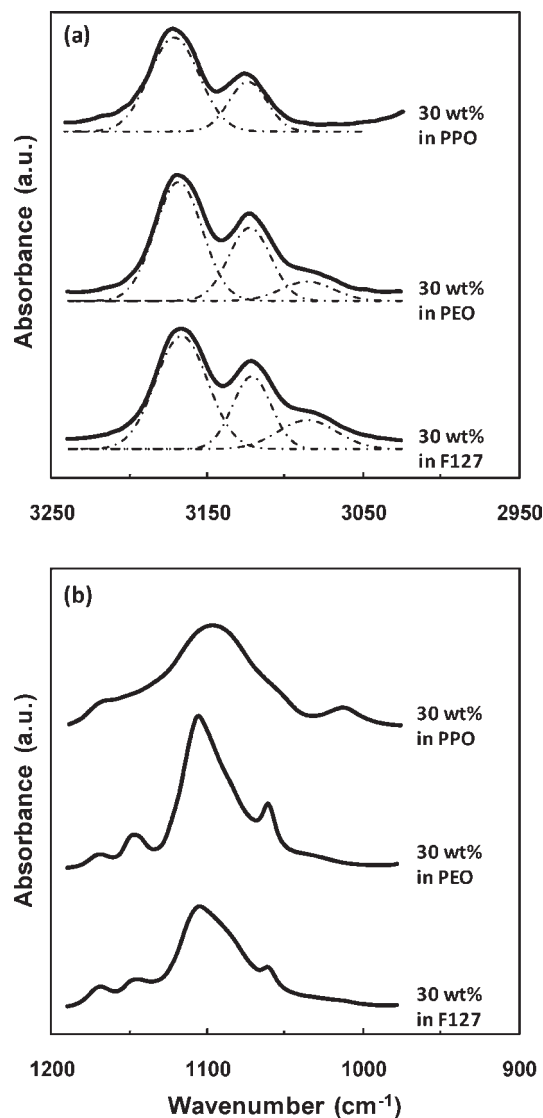 (a)
30 wt%
in PPO
30 wt%
in PEO
30 wt%
in F127
Absorbance (a.u.)
3250 3150 3050 2950
(b)
30 wt%
in PPO
30 wt%
in PEO
30 wt%
in F127
Absorbance (a.u.)
1200 1100 1000 900
Wavenumber (cm⁻¹)